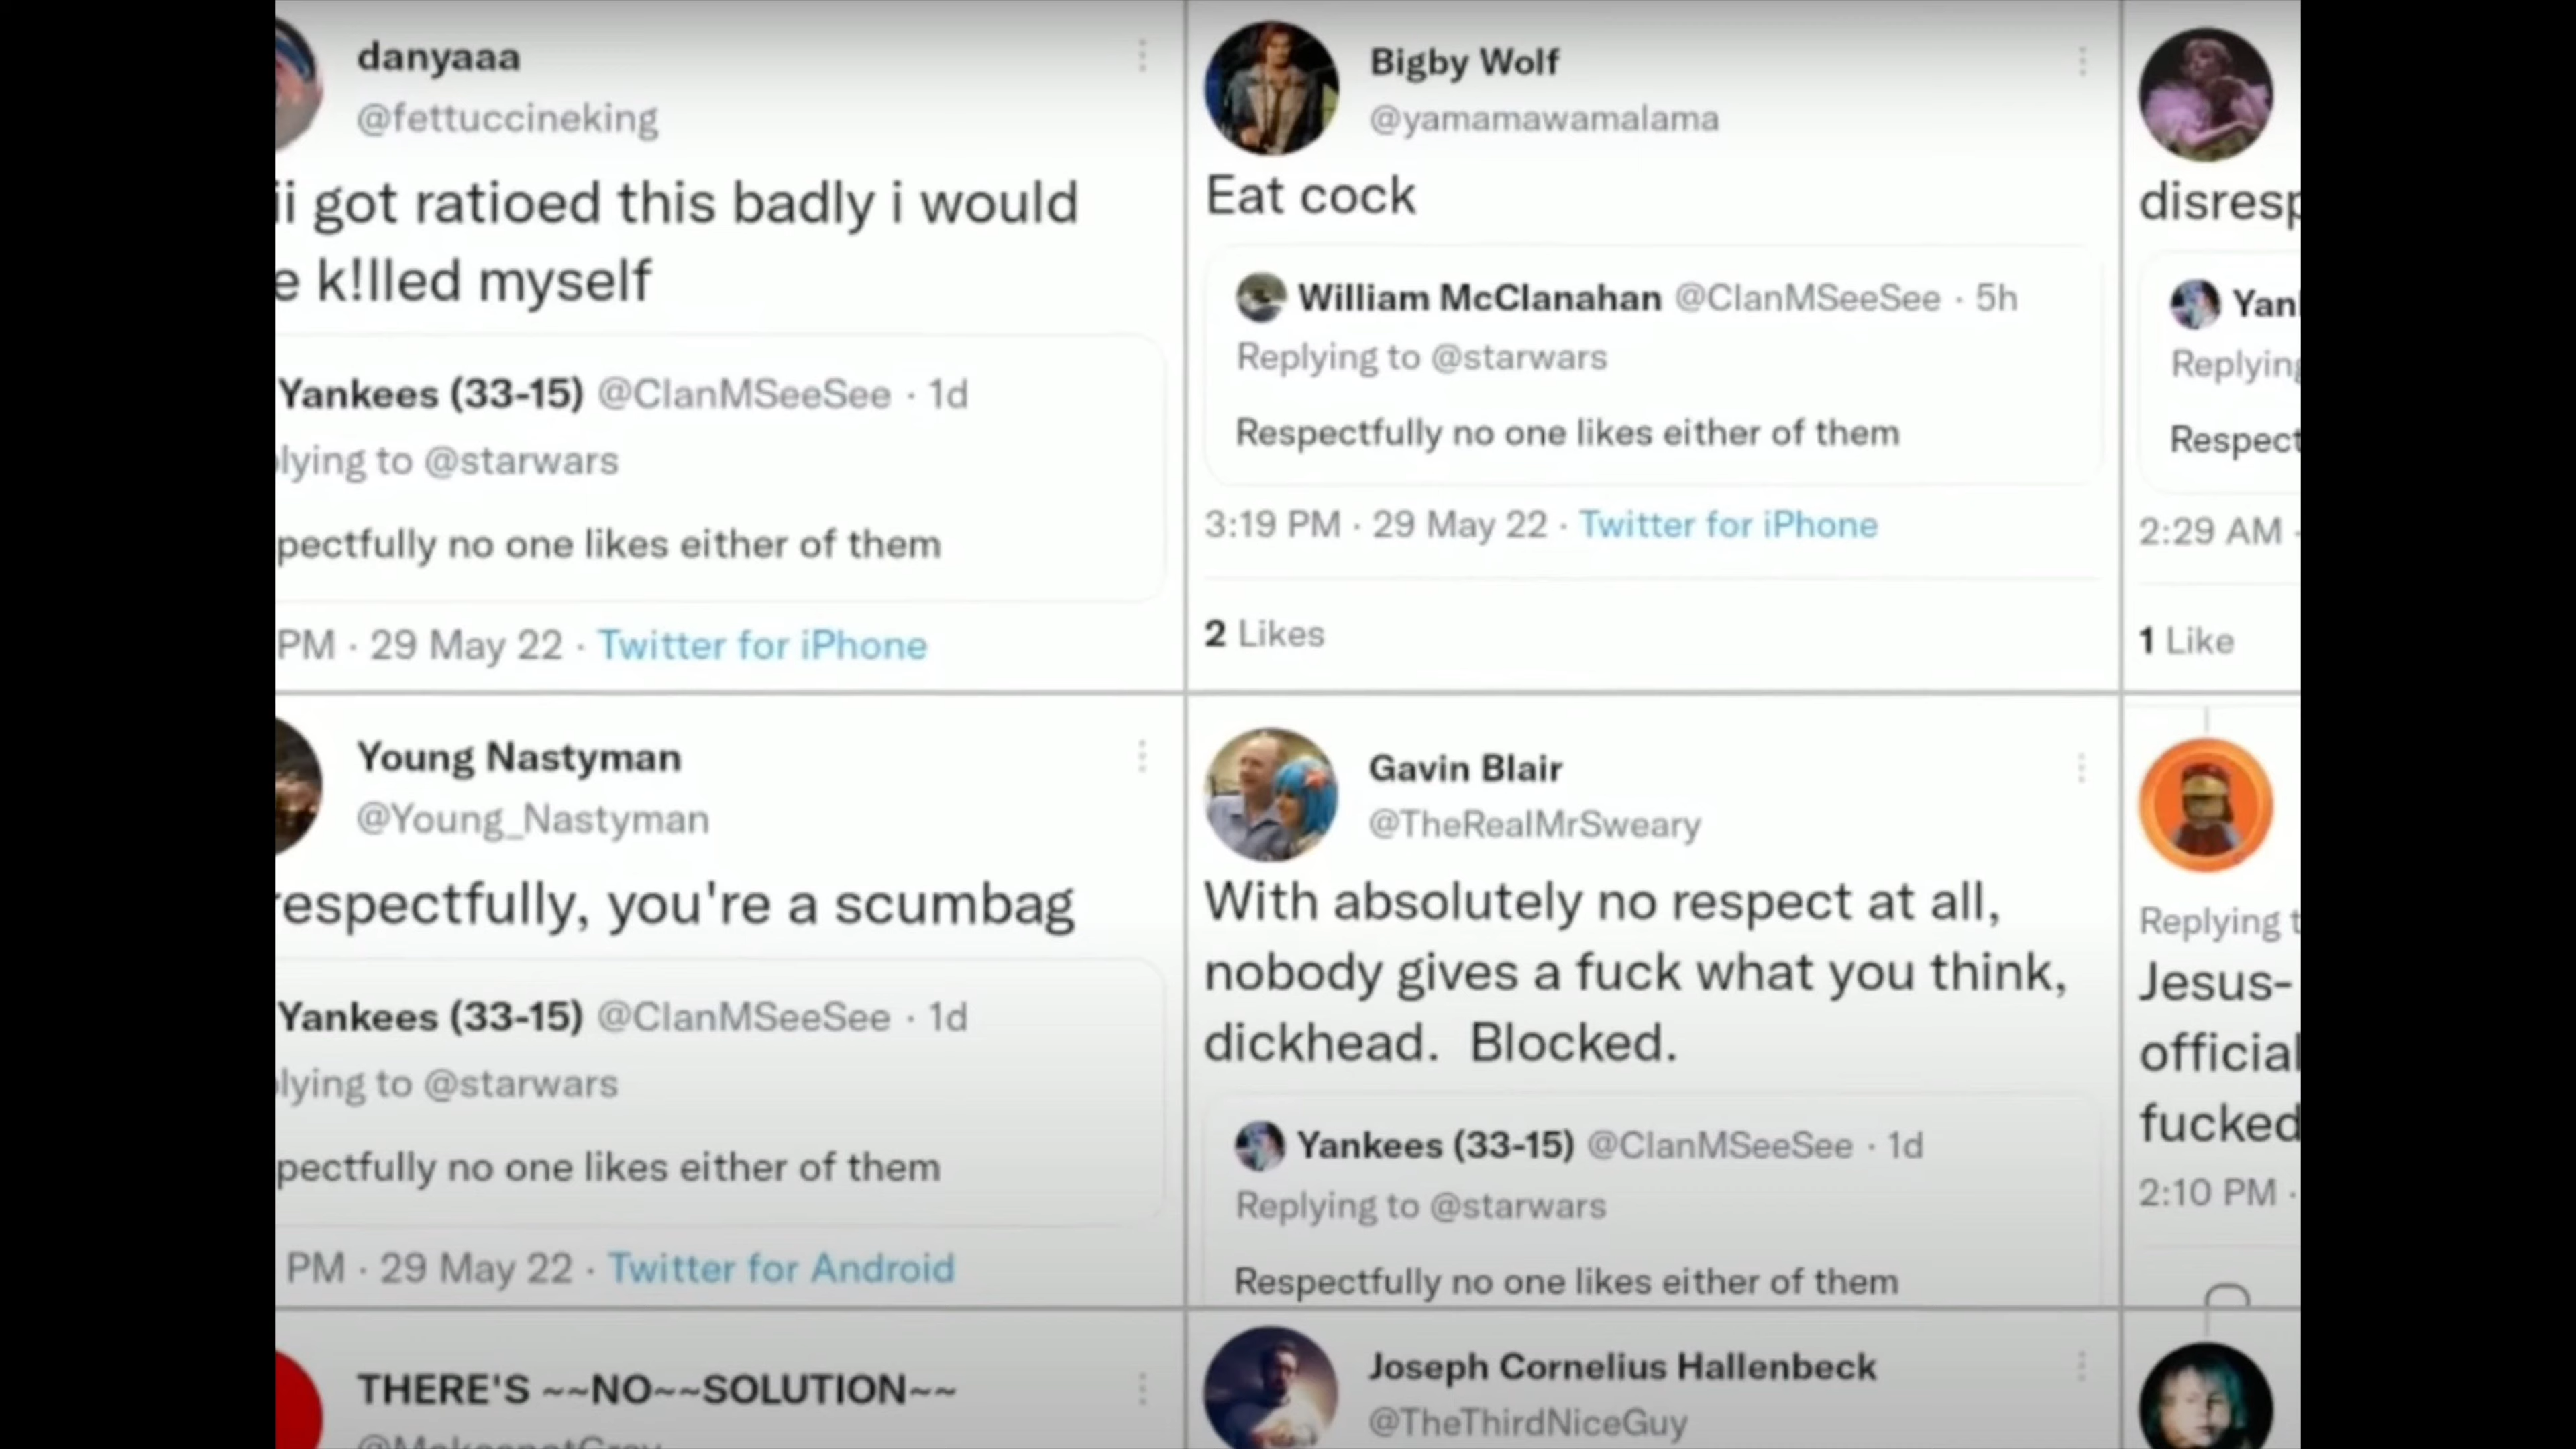 danyaaa
@fettuccineking
ii got ratioed this badly i would
e k!lled myself
Yankees (33-15) @ClanMSeeSee · 1d
lying to @starwars
pectfully no one likes either of them
PM · 29 May 22 · Twitter for iPhone
Bigby Wolf
@yamamawamalama
Eat cock
William McClanahan @ClanMSeeSee · 5h
Replying to @starwars
Respectfully no one likes either of them
3:19 PM · 29 May 22 · Twitter for iPhone
2 Likes
disresp
Yan
Replying
Respect
2:29 AM ·
1 Like
Young Nastyman
@Young_Nastyman
respectfully, you're a scumbag
Yankees (33-15) @ClanMSeeSee · 1d
lying to @starwars
pectfully no one likes either of them
PM · 29 May 22 · Twitter for Android
Gavin Blair
@TheRealMrSweary
With absolutely no respect at all,
nobody gives a fuck what you think,
dickhead. Blocked.
Yankees (33-15) @ClanMSeeSee · 1d
Replying to @starwars
Respectfully no one likes either of them
Replying t
Jesus-
official
fucked
2:10 PM ·
THERE'S ~~NO~~SOLUTION~~
Joseph Cornelius Hallenbeck
@TheThirdNiceGuy